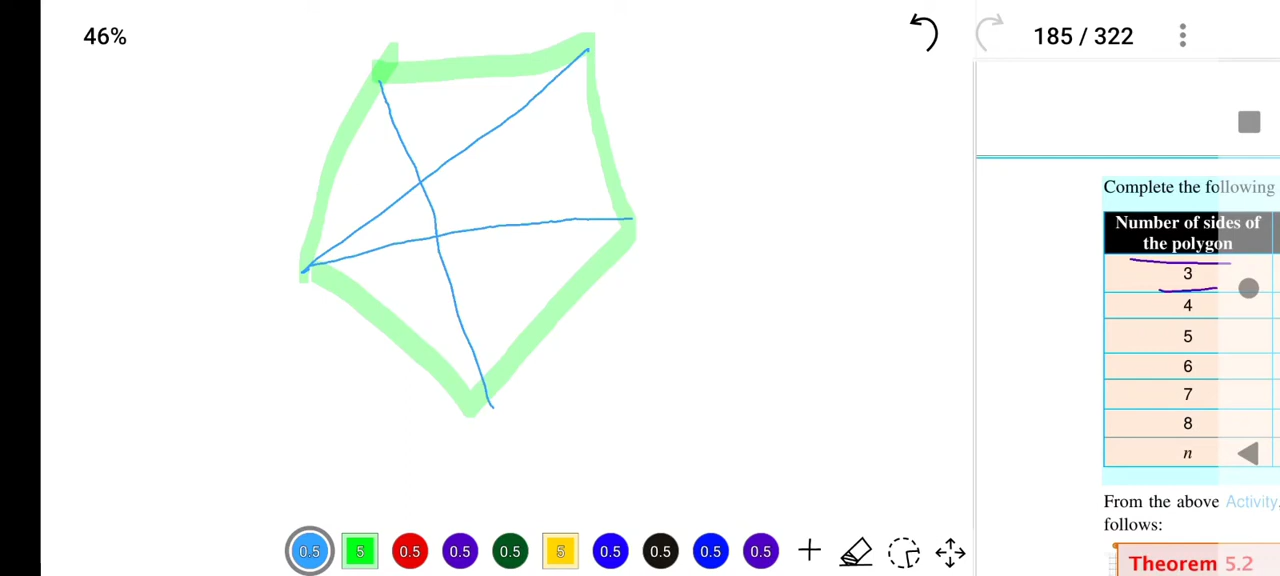 46%
185 / 322
Complete the following
Number of sides of
the polygon
3
4
5
6
7
8
n
From the above Activity,
follows:
Theorem 5.2
0.5 5 0.5 0.5 0.5 5 0.5 0.5 0.5 0.5